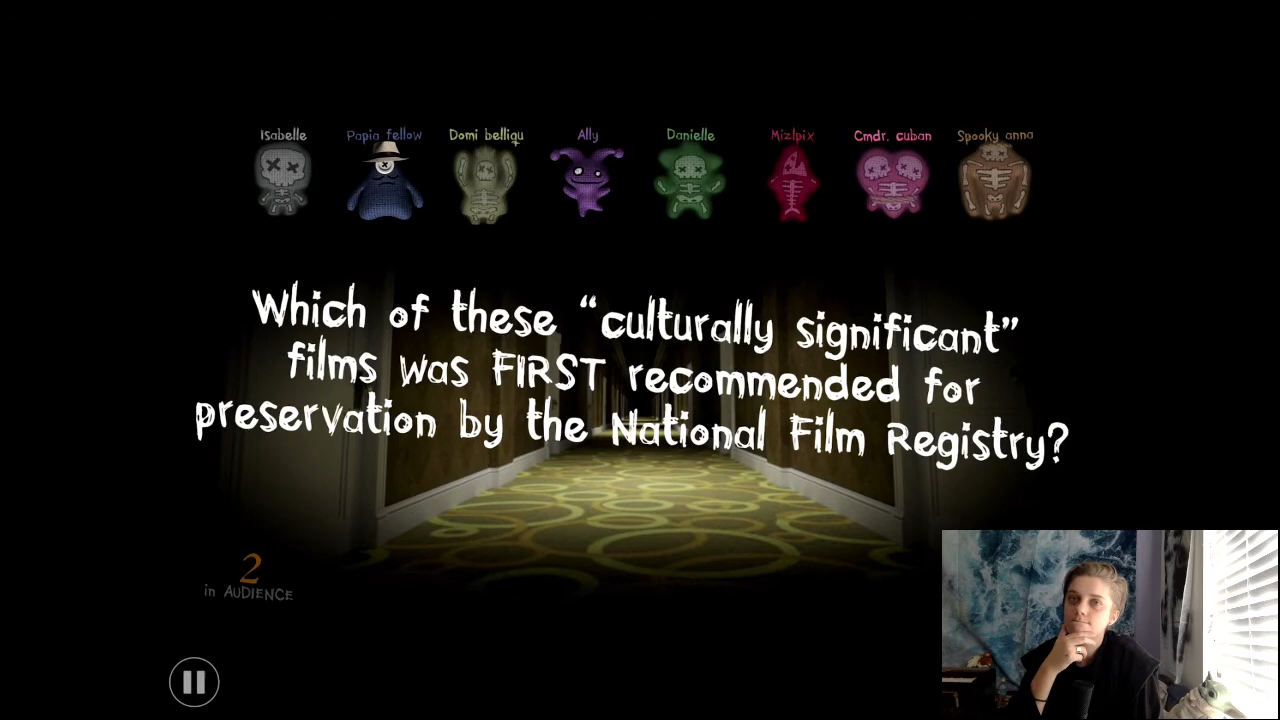 Isabelle
Papia fellow
Domi belliqu
Ally
Danielle
Mizlpix
Cmdr. cuban
Spooky anna
Which of these “culturally significant”
films was FIRST recommended for
preservation by the National Film Registry?
2
in AUDIENCE